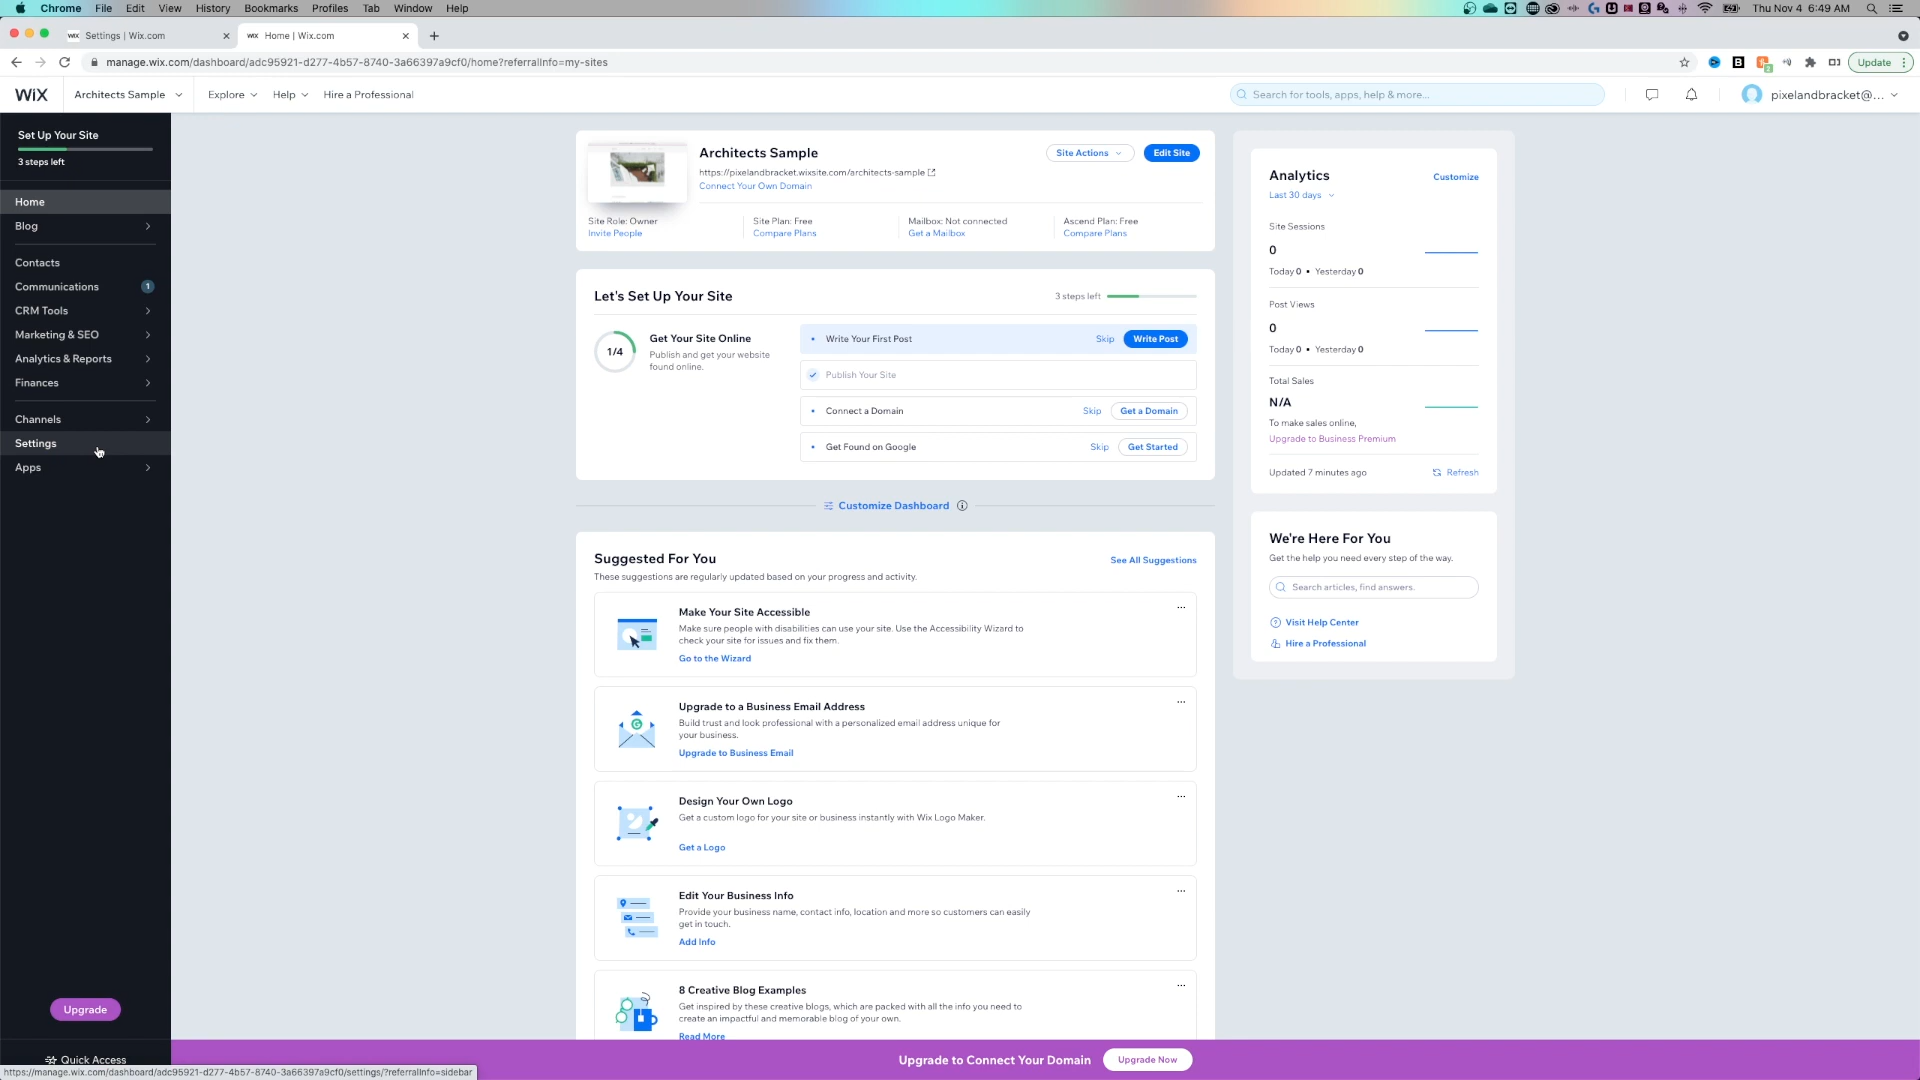 Chrome File Edit View History Bookmarks Profiles Tab Window Help Thu Nov 4 6:49 AM
Settings | Wix.com Home | Wix.com
manage.wix.com/dashboard/adc95921-d277-4b57-8740-3a66397a9cf0/home?referralInfo=my-sites Update
WiX Architects Sample Explore Help Hire a Professional Search for tools, apps, help & more... pixelandbracket@...
Set Up Your Site
3 steps left
Home
Blog
Contacts
Communications 1
CRM Tools
Marketing & SEO
Analytics & Reports
Finances
Channels
Settings
Apps
Upgrade
Quick Access
Architects Sample Site Actions Edit Site
https://pixelandbracket.wixsite.com/architects-sample
Connect Your Own Domain
Site Role: Owner Site Plan: Free Mailbox: Not connected Ascend Plan: Free
Invite People Compare Plans Get a Mailbox Compare Plans
Let's Set Up Your Site 3 steps left
1/4
Get Your Site Online
Publish and get your website
found online.
Write Your First Post Skip Write Post
Publish Your Site
Connect a Domain Skip Get a Domain
Get Found on Google Skip Get Started
Customize Dashboard
Suggested For You See All Suggestions
These suggestions are regularly updated based on your progress and activity.
Make Your Site Accessible
Make sure people with disabilities can use your site. Use the Accessibility Wizard to
check your site for issues and fix them.
Go to the Wizard
Upgrade to a Business Email Address
Build trust and look professional with a personalized email address unique for
your business.
Upgrade to Business Email
Design Your Own Logo
Get a custom logo for your site or business instantly with Wix Logo Maker.
Get a Logo
Edit Your Business Info
Provide your business name, contact info, location and more so customers can easily
get in touch.
Add Info
8 Creative Blog Examples
Get inspired by these creative blogs, which are packed with all the info you need to
create an impactful and memorable blog of your own.
Read More
Analytics Customize
Last 30 days
Site Sessions
0
Today 0 • Yesterday 0
Post Views
0
Today 0 • Yesterday 0
Total Sales
N/A
To make sales online,
Upgrade to Business Premium
Updated 7 minutes ago Refresh
We're Here For You
Get the help you need every step of the way.
Search articles, find answers.
Visit Help Center
Hire a Professional
Upgrade to Connect Your Domain Upgrade Now
https://manage.wix.com/dashboard/adc95921-d277-4b57-8740-3a66397a9cf0/settings/?referralInfo=sidebar